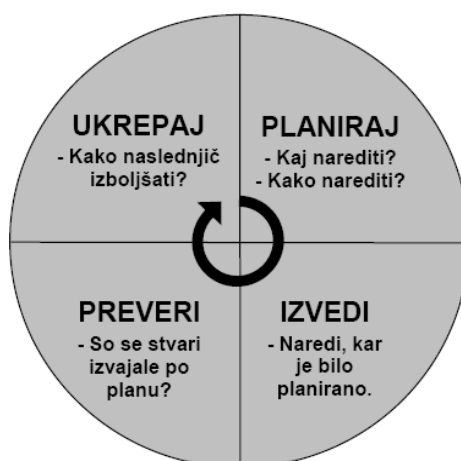 UKREPAJ
- Kako naslednjič
izboljšati?
PLANIRAJ
- Kaj narediti?
- Kako narediti?
PREVERI
- So se stvari
izvajale po
planu?
IZVEDI
- Naredi, kar
je bilo
planirano.